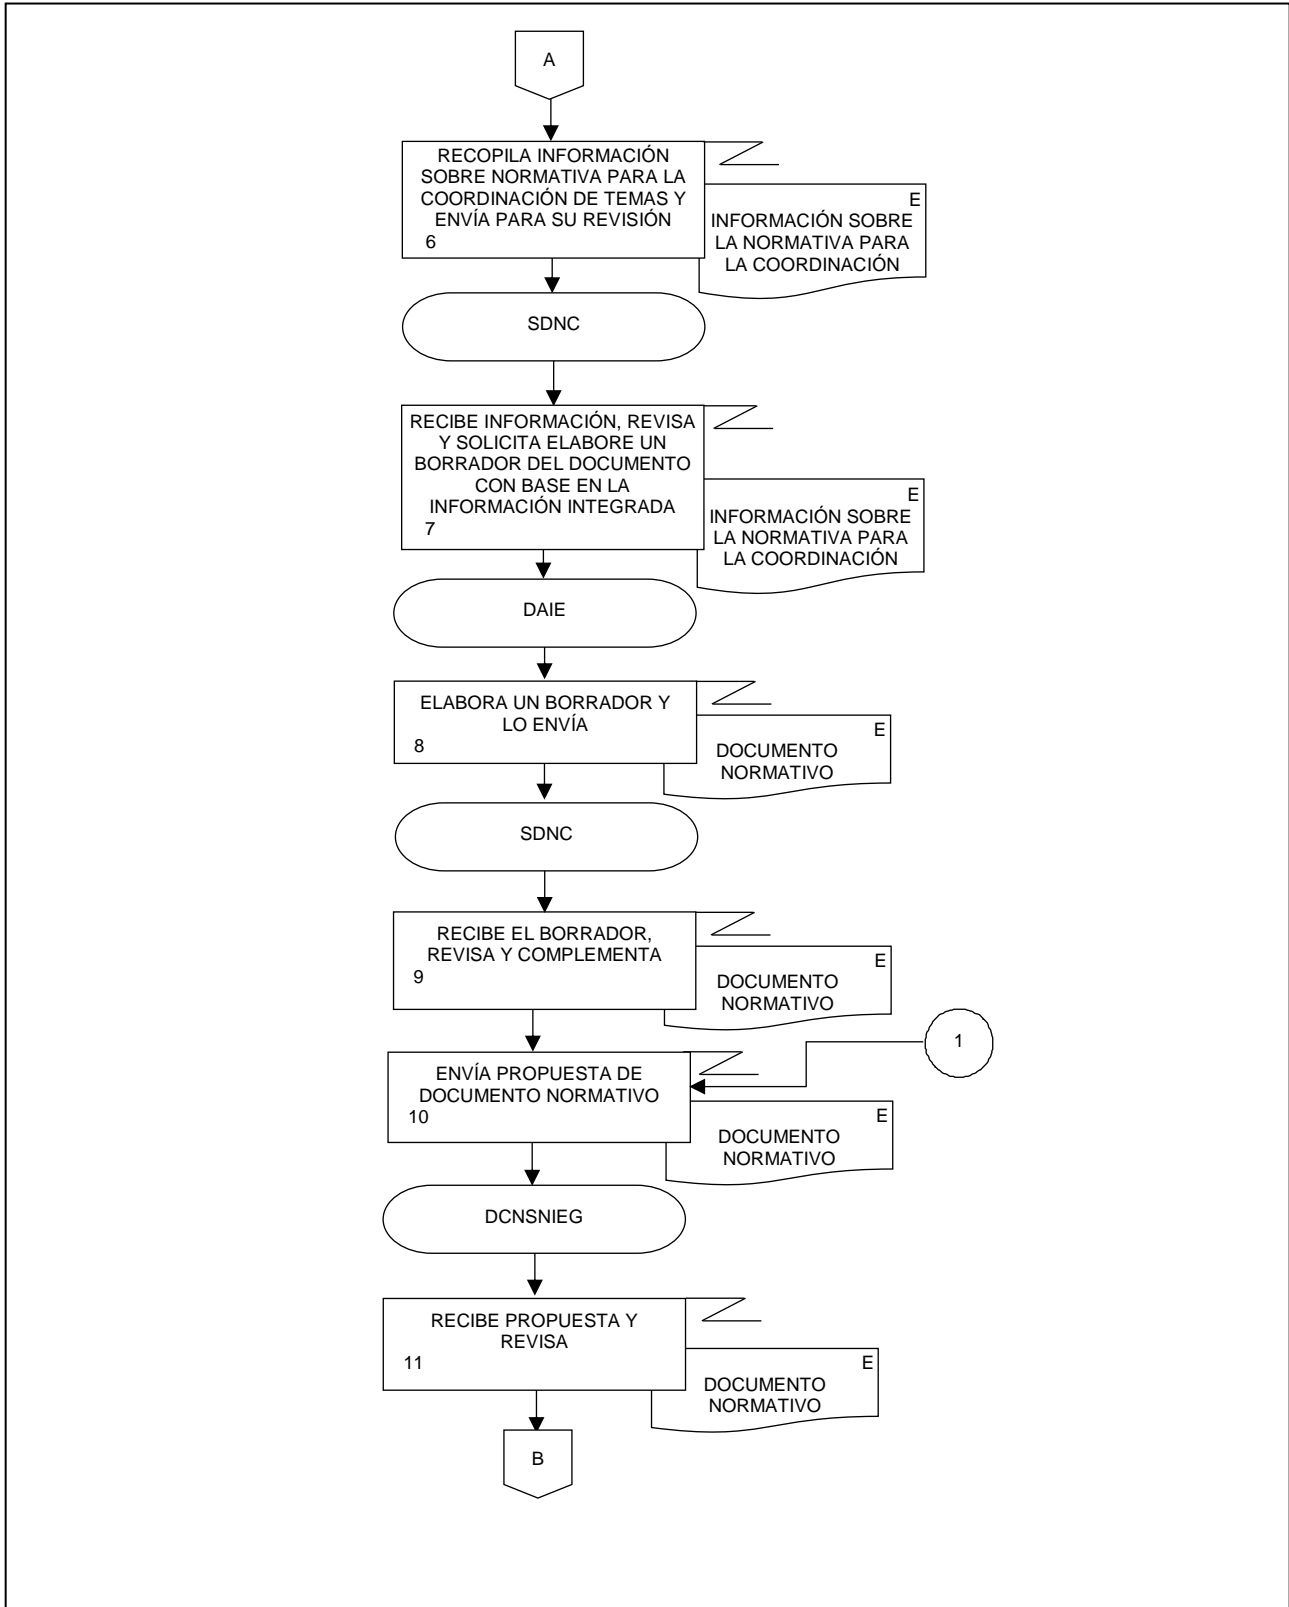 A
RECOPILA INFORMACIÓN
SOBRE NORMATIVA PARA LA
COORDINACIÓN DE TEMAS Y
ENVÍA PARA SU REVISIÓN
6
E
INFORMACIÓN SOBRE
LA NORMATIVA PARA
LA COORDINACIÓN
SDNC
RECIBE INFORMACIÓN, REVISA
Y SOLICITA ELABORE UN
BORRADOR DEL DOCUMENTO
CON BASE EN LA
INFORMACIÓN INTEGRADA
7
E
INFORMACIÓN SOBRE
LA NORMATIVA PARA
LA COORDINACIÓN
DAIE
ELABORA UN BORRADOR Y
LO ENVÍA
8
E
DOCUMENTO
NORMATIVO
SDNC
RECIBE EL BORRADOR,
REVISA Y COMPLEMENTA
9
E
DOCUMENTO
NORMATIVO
1
ENVÍA PROPUESTA DE
DOCUMENTO NORMATIVO
10
E
DOCUMENTO
NORMATIVO
DCNSNIEG
RECIBE PROPUESTA Y
REVISA
11
E
DOCUMENTO
NORMATIVO
B